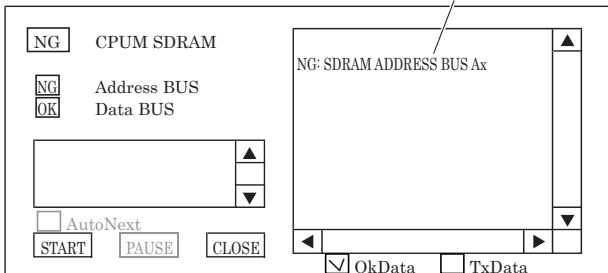 NG CPUM SDRAM
NG Address BUS
OK Data BUS
AutoNext
START PAUSE CLOSE
NG: SDRAM ADDRESS BUS Ax
OkData TxData